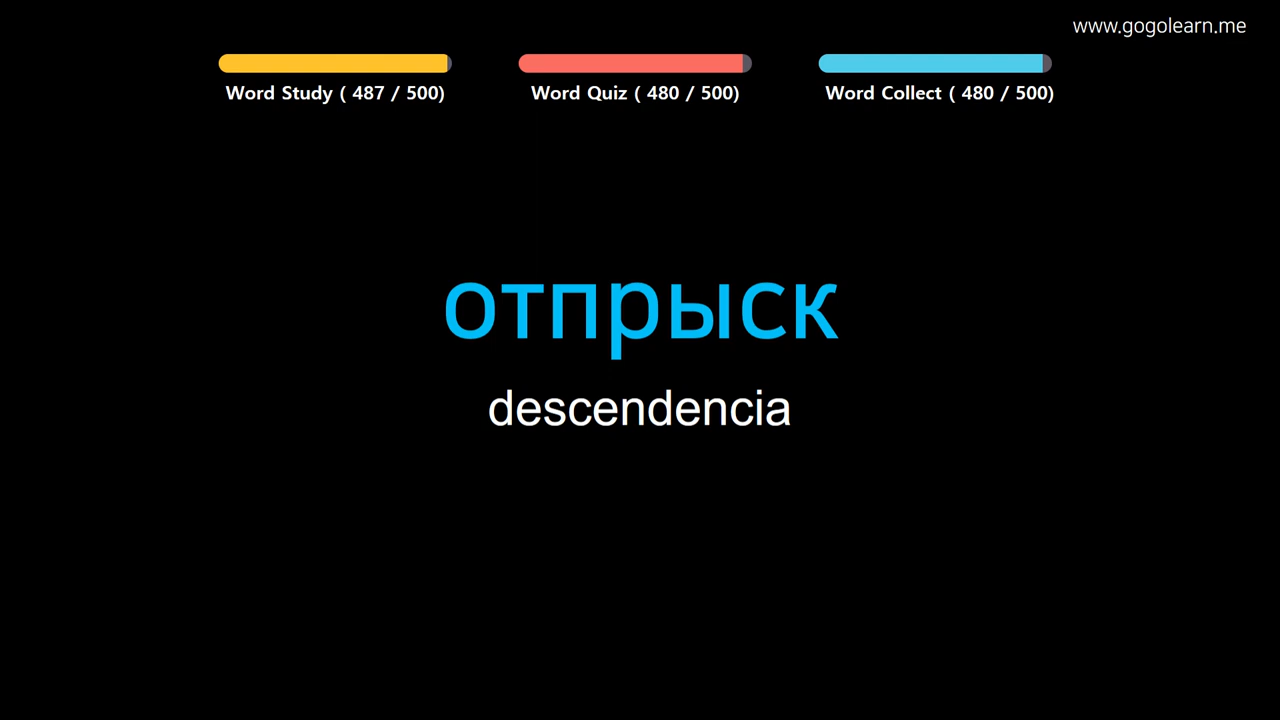 www.gogolearn.me
Word Study ( 487 / 500)
Word Quiz ( 480 / 500)
Word Collect ( 480 / 500)
отпрыск
descendencia